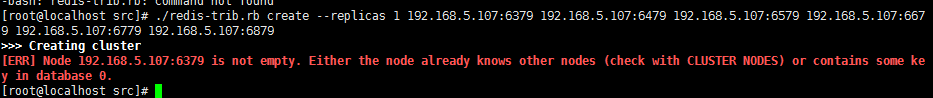 -bash: redis-trib.rb: command not found
[root@localhost src]# ./redis-trib.rb create --replicas 1 192.168.5.107:6379 192.168.5.107:6479 192.168.5.107:6579 192.168.5.107:667
9 192.168.5.107:6779 192.168.5.107:6879
>>> Creating cluster
[ERR] Node 192.168.5.107:6379 is not empty. Either the node already knows other nodes (check with CLUSTER NODES) or contains some ke
y in database 0.
[root@localhost src]#